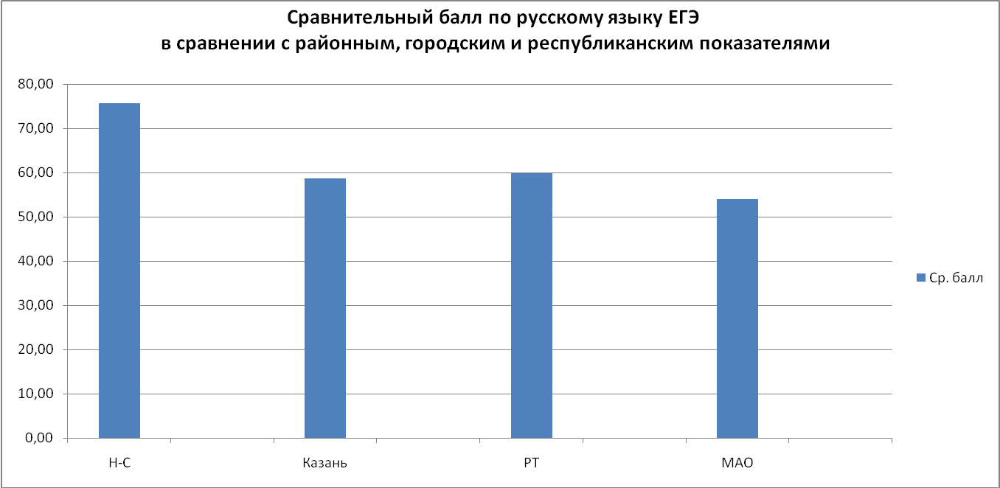 Сравнительный балл по русскому языку ЕГЭ
в сравнении с районным, городским и республиканским показателями
80,00
70,00
60,00
50,00
40,00
30,00
20,00
10,00
0,00
Н-С Казань РТ МАО
Ср. балл